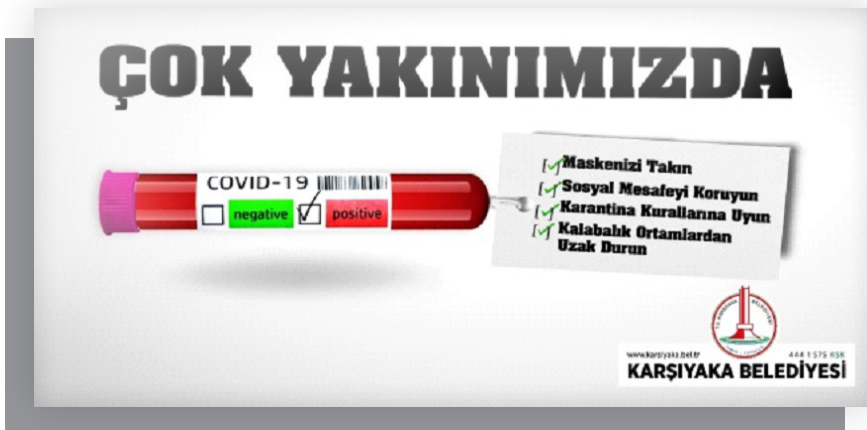 ÇOK YAKINIMIZDA
COVID-19
negative
positive
Maskenizi Takın
Sosyal Mesafeyi Koruyun
Karantina Kurallarına Uyun
Kalabalık Ortamlardan
Uzak Durun
www.karsiyaka.bel.tr 444 1 575 KSK
KARŞIYAKA BELEDİYESİ